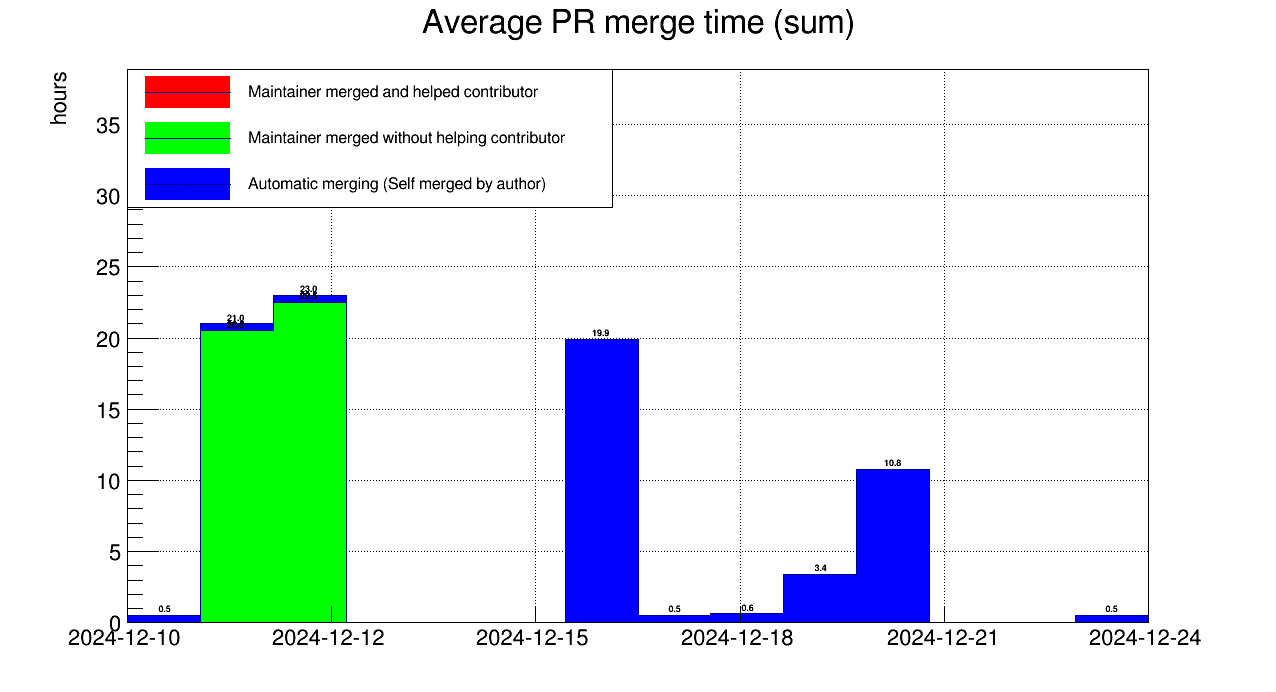 Average PR merge time (sum)
hours
Maintainer merged and helped contributor
Maintainer merged without helping contributor
Automatic merging (Self merged by author)
35
30
25
20
15
10
5
0
0.5
21.0
23.0
19.9
0.5
0.6
3.4
10.8
0.5
2024-12-10 2024-12-12 2024-12-15 2024-12-18 2024-12-21 2024-12-24